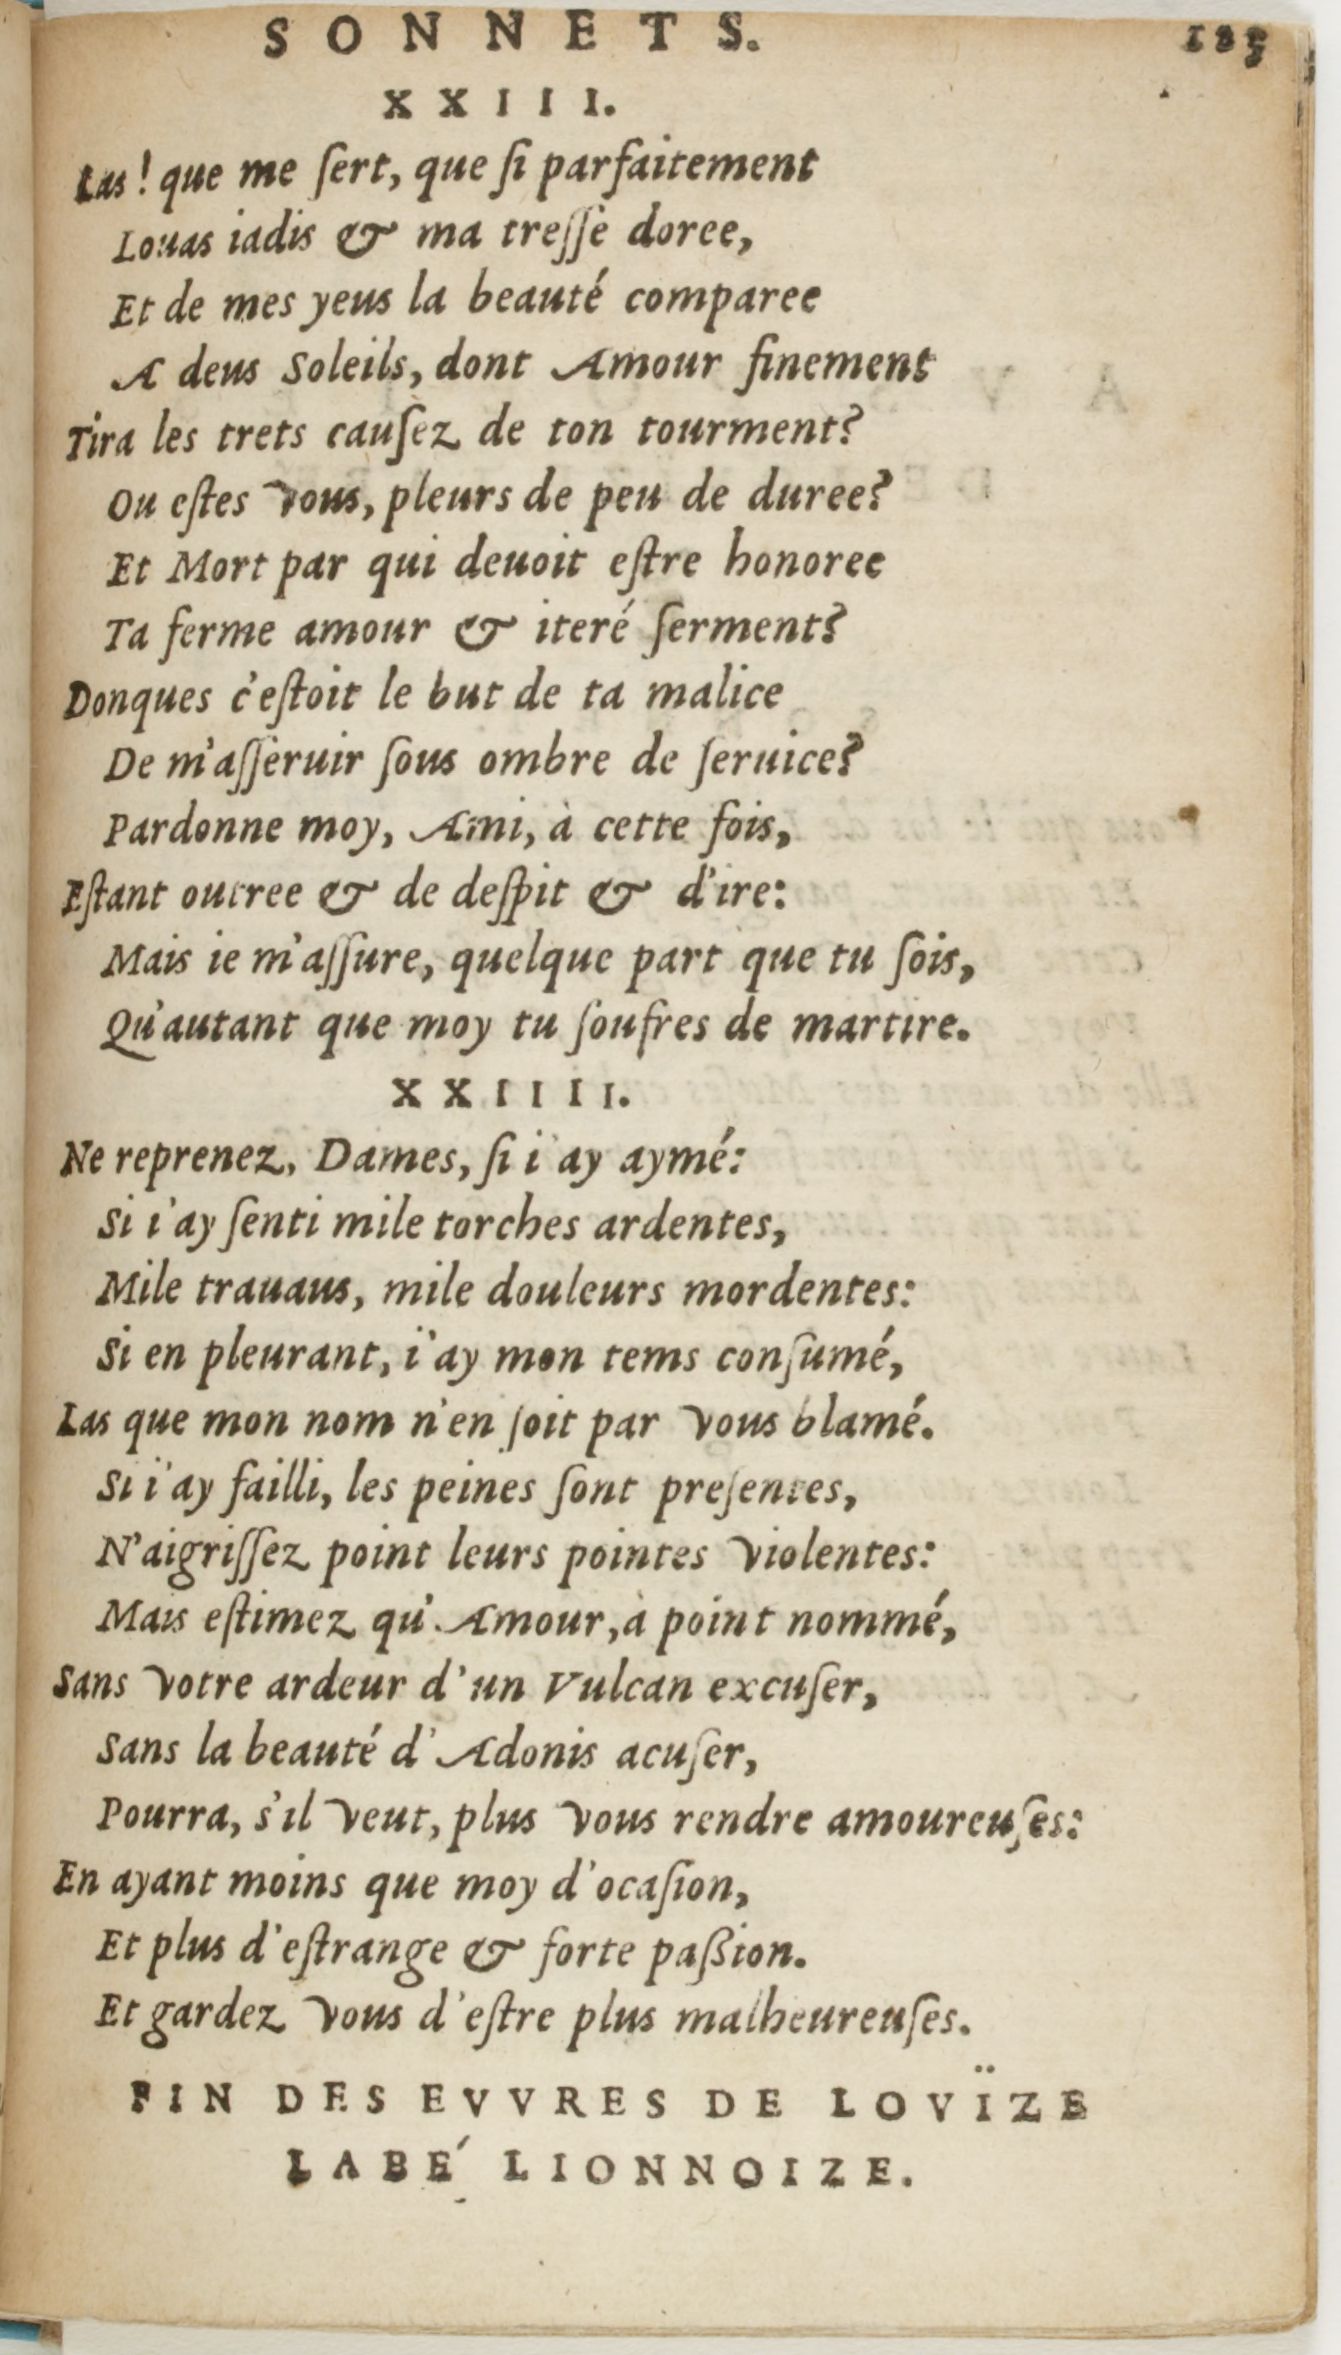 SONNETS. 125
XXIII.
Las! que me ſert, que ſi parfaitement
Louas iadis & ma treſſe doree,
Et de mes yeus la beauté comparee
A deus Soleils, dont Amour finement
Tira les trets cauſez de ton tourment?
Ou eſtes vous, pleurs de peu de duree?
Et Mort par qui deuoit eſtre honoree
Ta ferme amour & iteré ſerment?
Donques c'eſtoit le but de ta malice
De m'aſſeruir ſous ombre de ſeruice?
Pardonne moy, Ami, à cette fois,
Eſtant outree & de deſpit & d'ire:
Mais ie m'aſſure, quelque part que tu ſois,
Qu'autant que moy tu ſoufres de martire.
XXIIII.
Ne reprenez, Dames, ſi i'ay aymé:
Si i'ay ſenti mile torches ardentes,
Mile trauaus, mile douleurs mordentes:
Si en pleurant, i'ay mon tems conſumé,
Las que mon nom n'en ſoit par vous blamé.
Si i'ay failli, les peines ſont preſentes,
N'aigriſſez point leurs pointes violentes:
Mais eſtimez qu'Amour, à point nommé,
Sans votre ardeur d'un Vulcan excuſer,
Sans la beauté d'Adonis acuſer,
Pourra, s'il veut, plus vous rendre amoureuſes:
En ayant moins que moy d'ocaſion,
Et plus d'eſtrange & forte paßion.
Et gardez vous d'eſtre plus malheureuſes.
FIN DES EVVRES DE LOVÏZE
LABÉ LIONNOIZE.